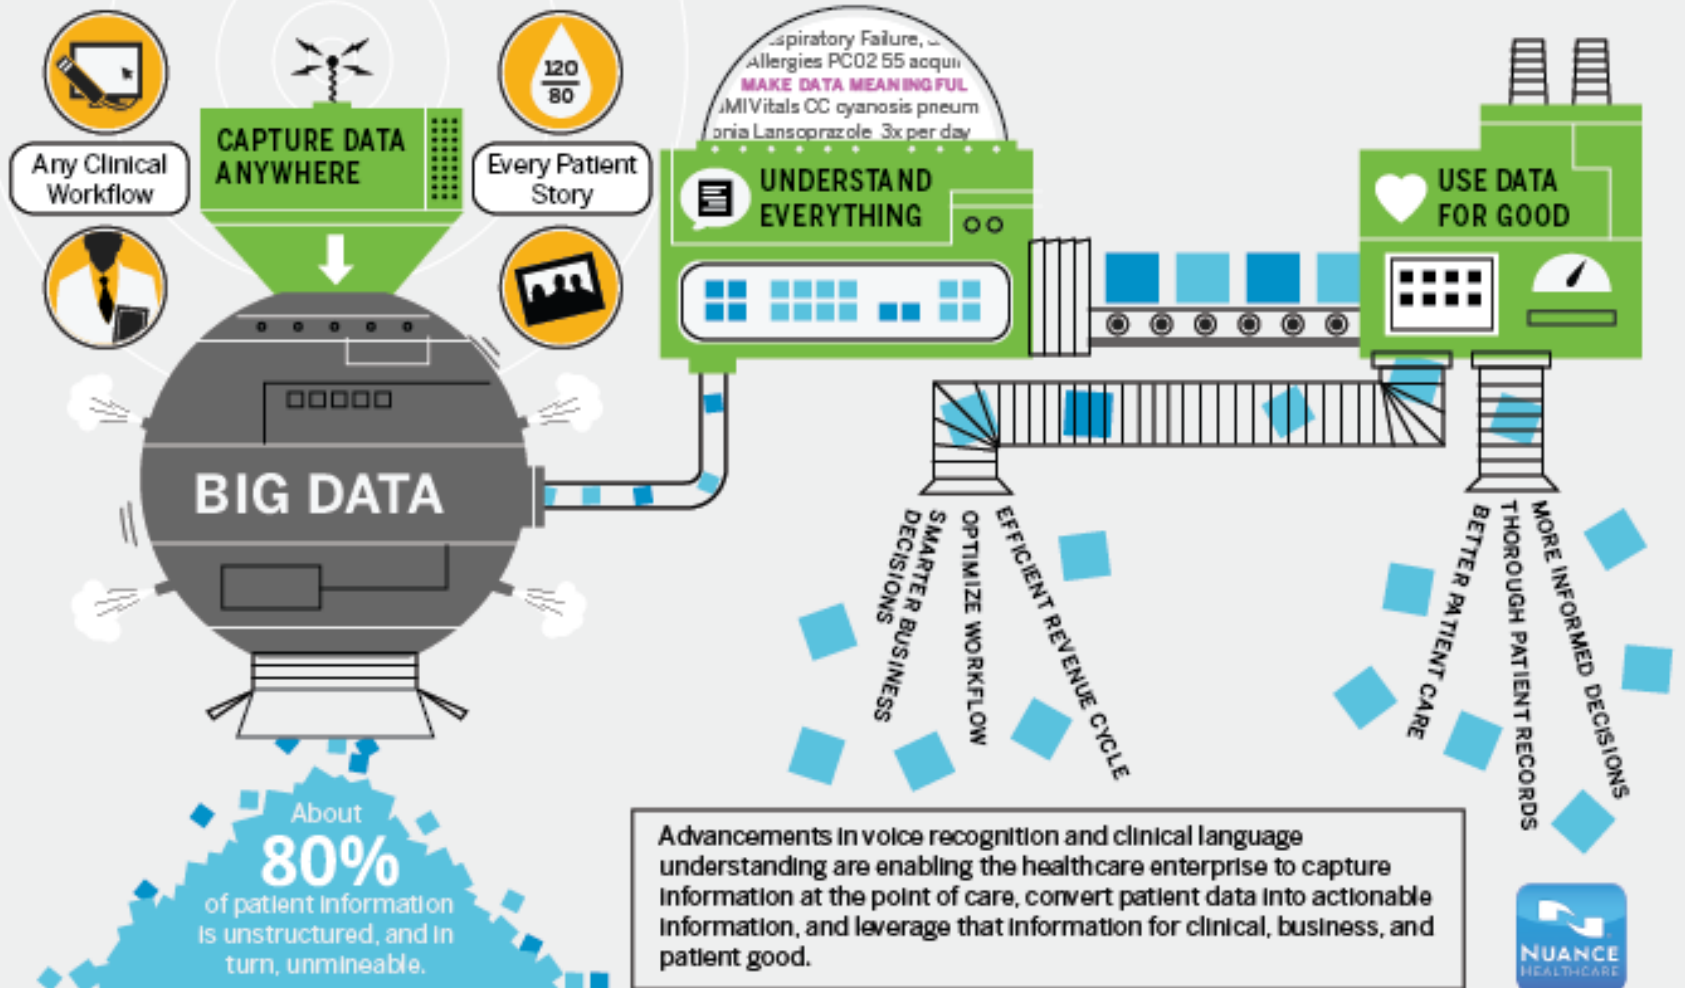 Any Clinical
Workflow
CAPTURE DATA
ANYWHERE
120
80
Every Patient
Story
BIG DATA
About
80%
of patient information
is unstructured, and in
turn, unmineable.
spiratory Failure,
Allergies PCO2 55
MAKE DATA MEANINGFUL
Vitals CC cyanosis pneum
onia Lansoprazole 3x per day
UNDERSTAND
EVERYTHING
USE DATA
FOR GOOD
SMARTER BUSINESS
DECISIONS
OPTIMIZE WORKFLOW
EFFICIENT REVENUE CYCLE
BETTER PATIENT CARE
THOROUGH PATIENT RECORDS
MORE INFORMED DECISIONS
Advancements in voice recognition and clinical language
understanding are enabling the healthcare enterprise to capture
information at the point of care, convert patient data into actionable
information, and leverage that information for clinical, business, and
patient good.
NUANCE
HEALTHCARE